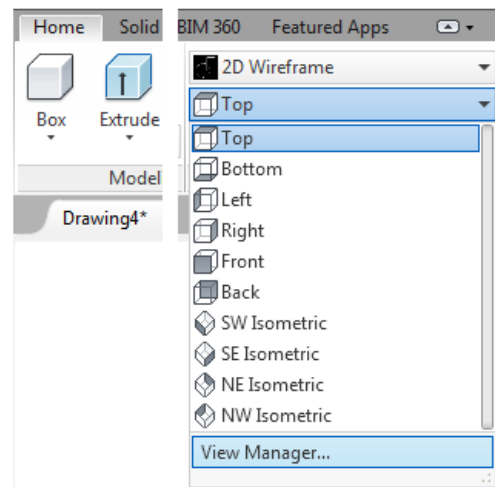 Home Solid BIM 360 Featured Apps
2D Wireframe
Box Extrude
Top
Top
Model
Bottom
Drawing4*
Left
Right
Front
Back
SW Isometric
SE Isometric
NE Isometric
NW Isometric
View Manager...